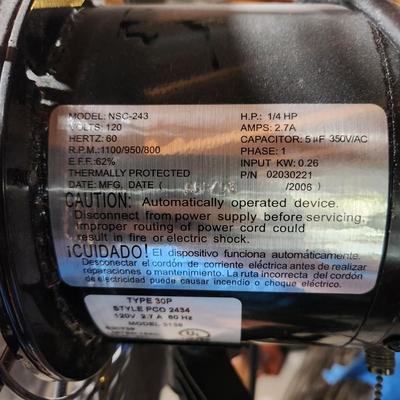 MODEL: NSC-243
VOLTS: 120
HERTZ: 60
R.P.M.: 1100/950/800
E.F.F: 62%
THERMALLY PROTECTED
DATE: MFG, DATE ( /2006 )
H.P.: 1/4 HP
AMPS: 2.7A
CAPACITOR: 5 µF 350V/AC
PHASE: 1
INPUT KW: 0.26
P/N 02030221
CAUTION: Automatically operated device.
Disconnect from power supply before servicing,
improper routing of power cord could
result in fire or electric shock.
¡CUIDADO! El dispositivo funciona automáticamente.
Desconectar el cordón de corriente eléctrica antes de realizar
reparaciones o mantenimiento. La ruta incorrecta del cordón
de electricidad puede causar incendio o choque eléctrico.
TYPE 30P
STYLE PCO 2434
120V 2.7 A 60 Hz
MODEL